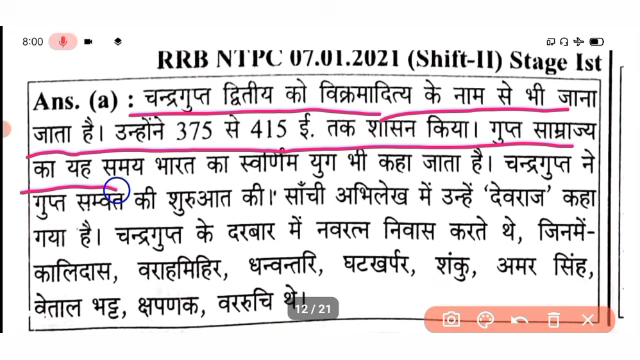 8:00
RRB NTPC 07.01.2021 (Shift-II) Stage Ist
Ans. (a) : चन्द्रगुप्त द्वितीय को विक्रमादित्य के नाम से भी जाना
जाता है। उन्होंने 375 से 415 ई. तक शासन किया। गुप्त साम्राज्य
का यह समय भारत का स्वर्णिम युग भी कहा जाता है। चन्द्रगुप्त ने
गुप्त सम्वत की शुरुआत की। साँची अभिलेख में उन्हें ‘देवराज’ कहा
गया है। चन्द्रगुप्त के दरबार में नवरत्न निवास करते थे, जिनमें-
कालिदास, वराहमिहिर, धन्वन्तरि, घटखर्पर, शंकु, अमर सिंह,
वेताल भट्ट, क्षपणक, वररुचि थे।
12 / 21